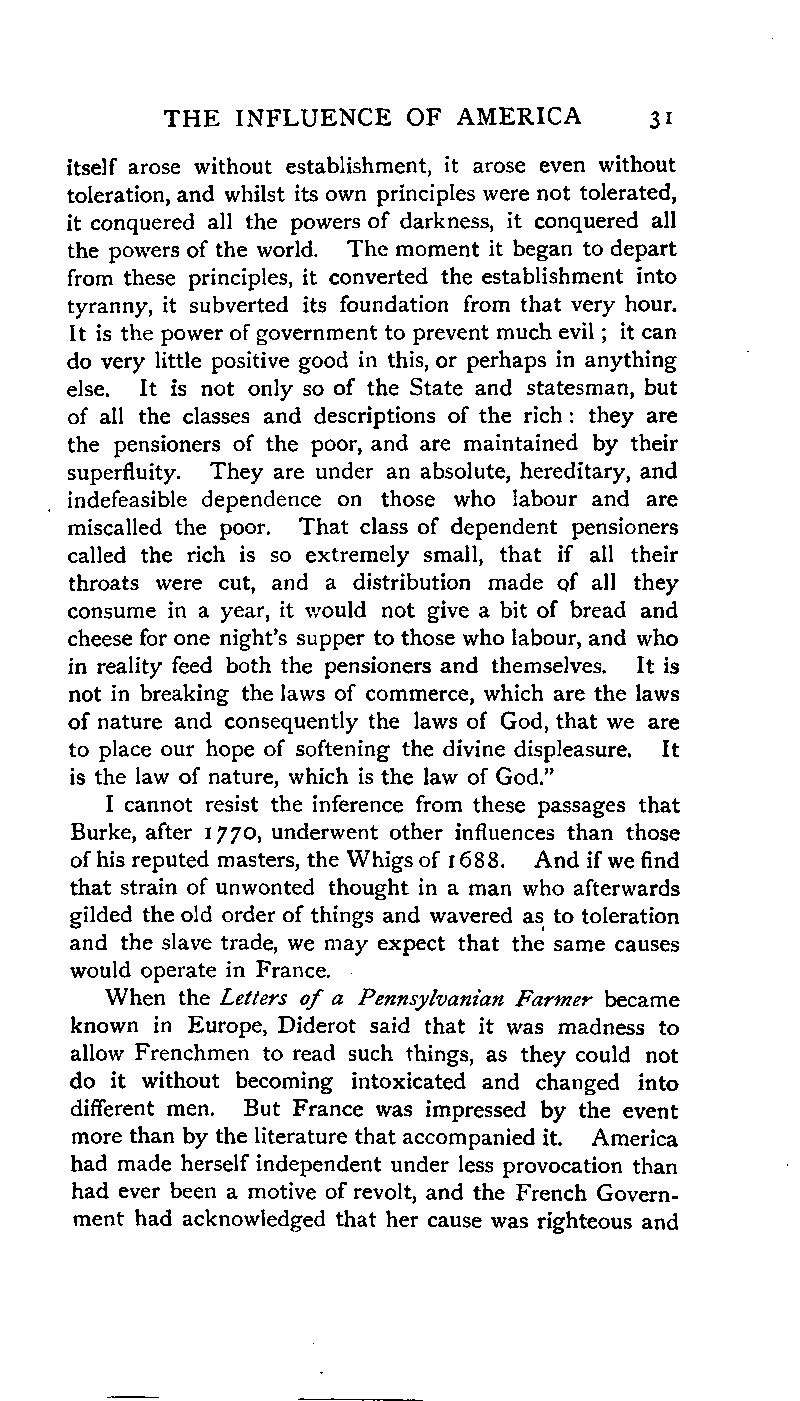 THE INFLUENCE OF AMERICA 31
itself arose without establishment, it arose even without
toleration, and whilst its own principles were not tolerated,
it conquered all the powers of darkness, it conquered all
the powers of the world. The moment it began to depart
from these principles, it converted the establishment into
tyranny, it subverted its foundation from that very hour.
It is the power of government to prevent much evil ; it can
do very little positive good in this, or perhaps in anything
else. It is not only so of the State and statesman, but
of all the classes and descriptions of the rich : they are
the pensioners of the poor, and are maintained by their
superfluity. They are under an absolute, hereditary, and
indefeasible dependence on those who labour and are
miscalled the poor. That class of dependent pensioners
called the rich is so extremely small, that if all their
throats were cut, and a distribution made of all they
consume in a year, it would not give a bit of bread and
cheese for one night's supper to those who labour, and who
in reality feed both the pensioners and themselves. It is
not in breaking the laws of commerce, which are the laws
of nature and consequently the laws of God, that we are
to place our hope of softening the divine displeasure. It
is the law of nature, which is the law of God.”
I cannot resist the inference from these passages that
Burke, after 1770, underwent other influences than those
of his reputed masters, the Whigs of 1688. And if we find
that strain of unwonted thought in a man who afterwards
gilded the old order of things and wavered as to toleration
and the slave trade, we may expect that the same causes
would operate in France.
When the Letters of a Pennsylvanian Farmer became
known in Europe, Diderot said that it was madness to
allow Frenchmen to read such things, as they could not
do it without becoming intoxicated and changed into
different men. But France was impressed by the event
more than by the literature that accompanied it. America
had made herself independent under less provocation than
had ever been a motive of revolt, and the French Govern-
ment had acknowledged that her cause was righteous and